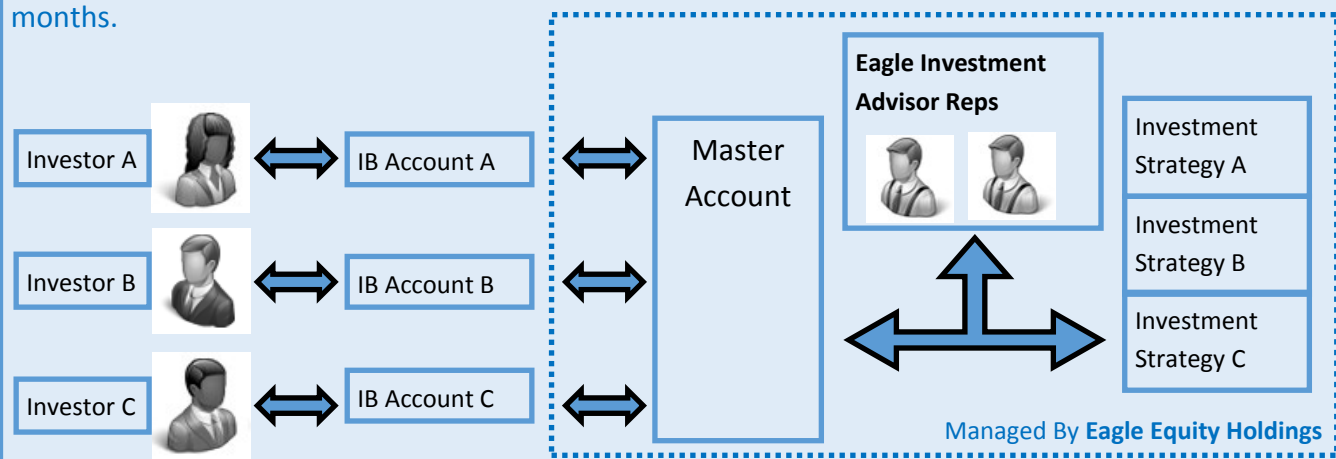 months.
Investor A
IB Account A
Investor B
IB Account B
Investor C
IB Account C
Master
Account
Eagle Investment
Advisor Reps
Investment
Strategy A
Investment
Strategy B
Investment
Strategy C
Managed By Eagle Equity Holdings